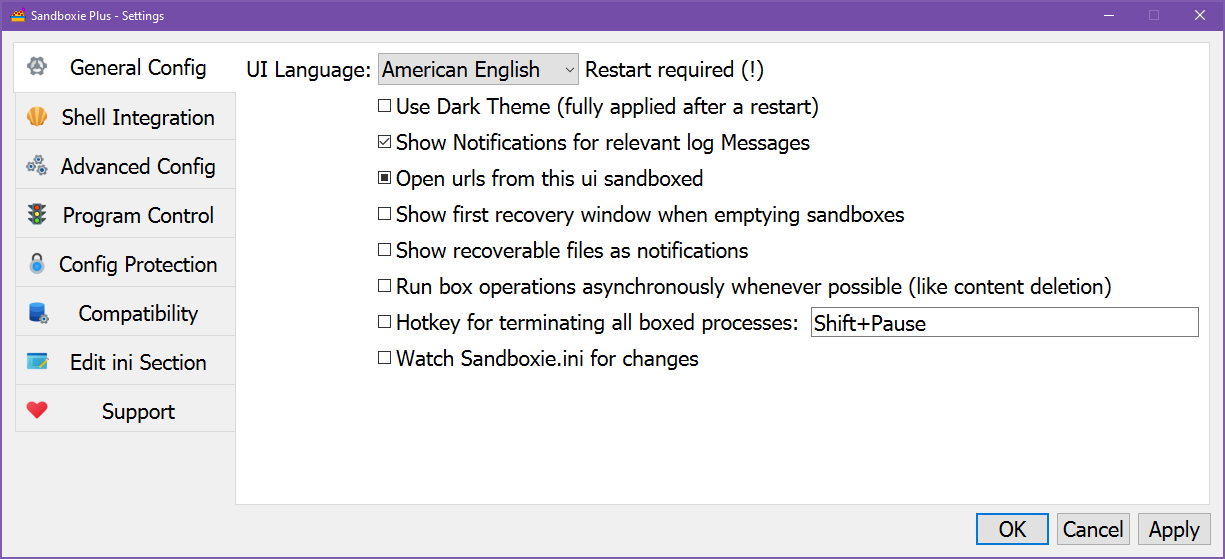 Sandboxie Plus - Settings
General Config
Shell Integration
Advanced Config
Program Control
Config Protection
Compatibility
Edit ini Section
Support
UI Language: American English Restart required (!)
Use Dark Theme (fully applied after a restart)
Show Notifications for relevant log Messages
Open urls from this ui sandboxed
Show first recovery window when emptying sandboxes
Show recoverable files as notifications
Run box operations asynchronously whenever possible (like content deletion)
Hotkey for terminating all boxed processes: Shift+Pause
Watch Sandboxie.ini for changes
OK Cancel Apply